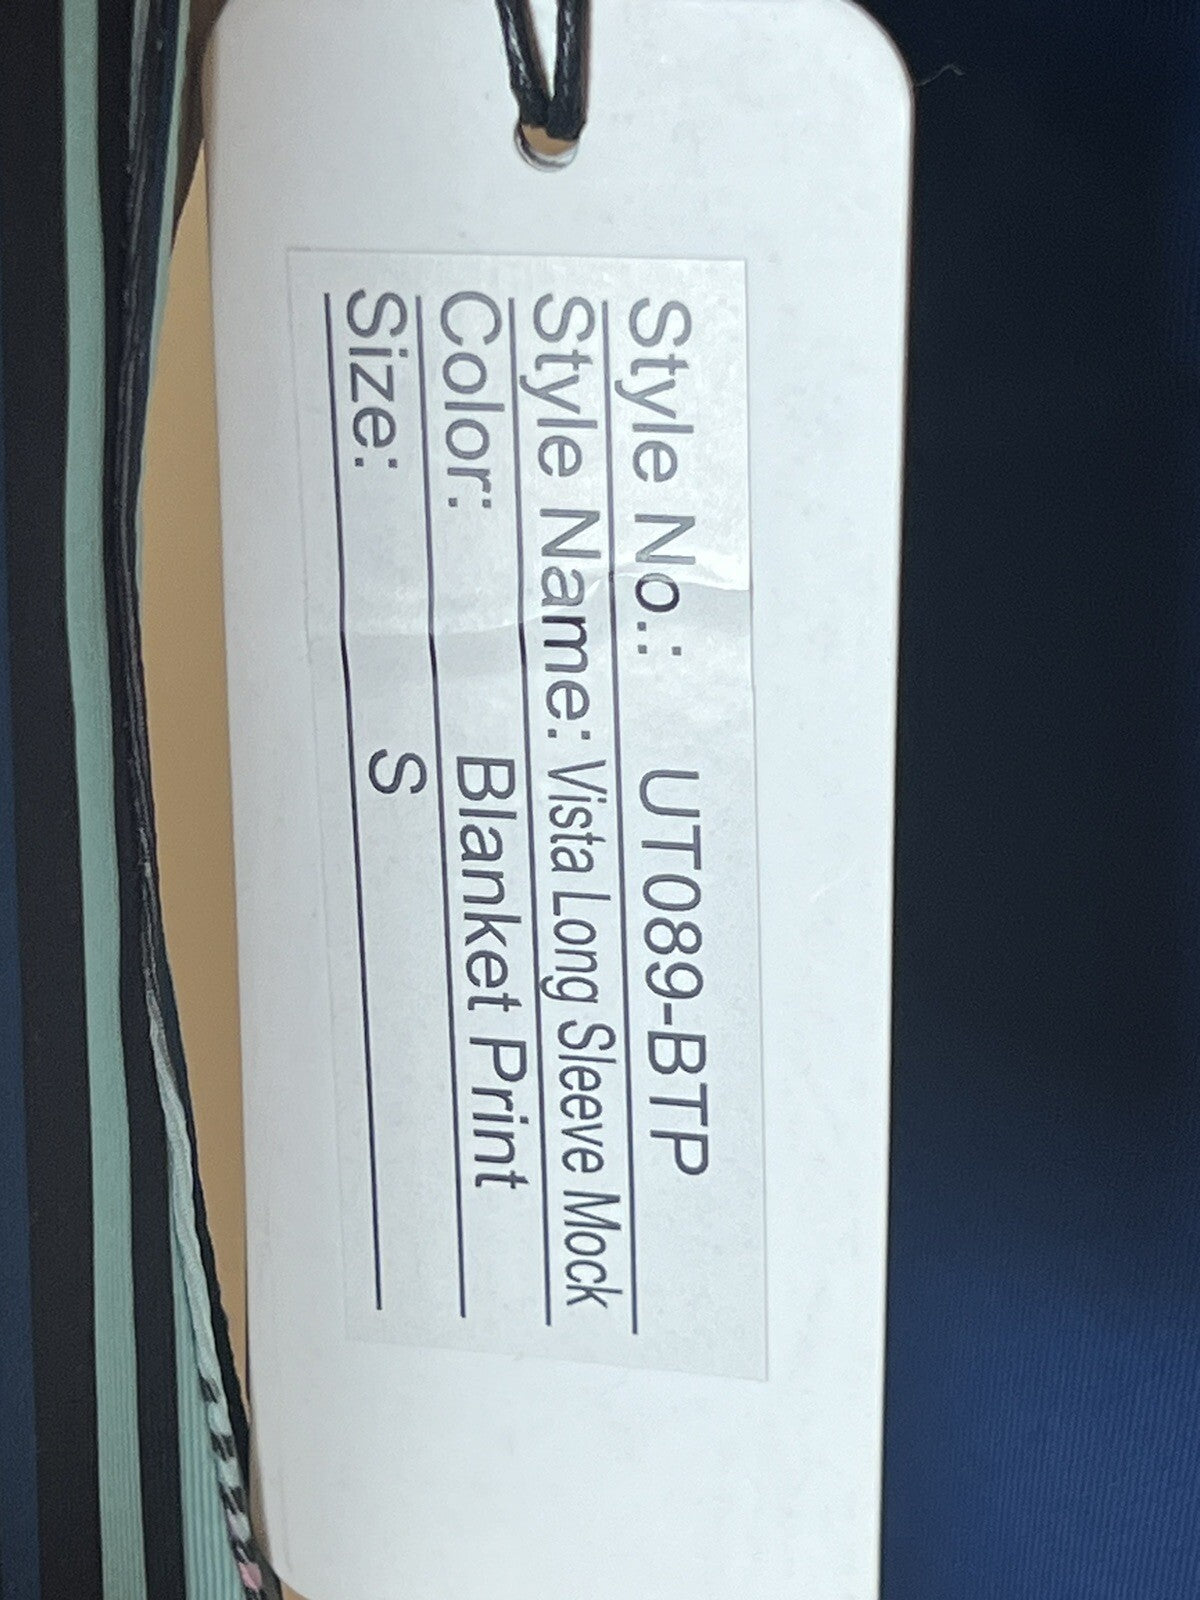 Style No.: UT089-BTP
Style Name: Vista Long Sleeve Mock
Color: Blanket Print
Size: S